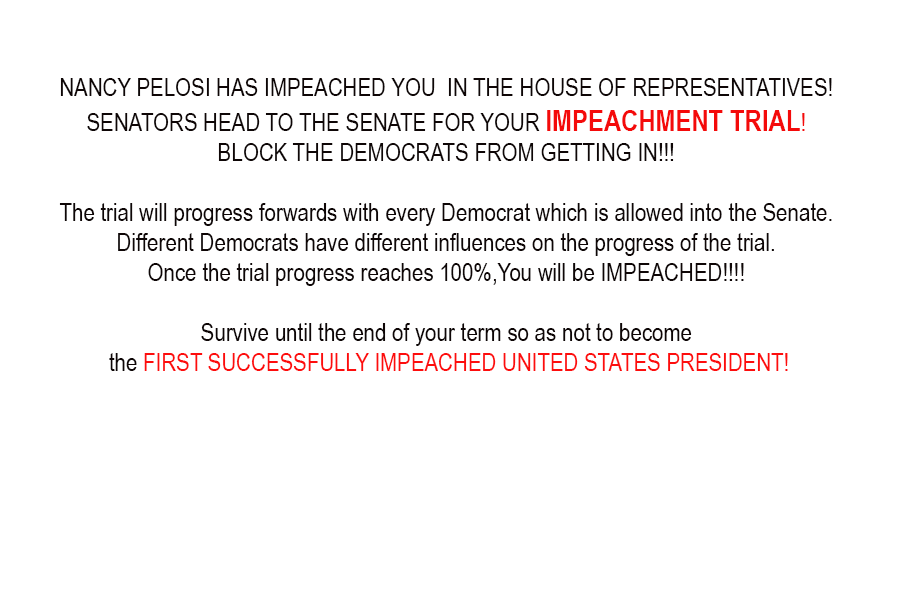 NANCY PELOSI HAS IMPEACHED YOU  IN THE HOUSE OF REPRESENTATIVES!
SENATORS HEAD TO THE SENATE FOR YOUR IMPEACHMENT TRIAL!
BLOCK THE DEMOCRATS FROM GETTING IN!!!
The trial will progress forwards with every Democrat which is allowed into the Senate.
Different Democrats have different influences on the progress of the trial.
Once the trial progress reaches 100%,You will be IMPEACHED!!!!
Survive until the end of your term so as not to become
the FIRST SUCCESSFULLY IMPEACHED UNITED STATES PRESIDENT!